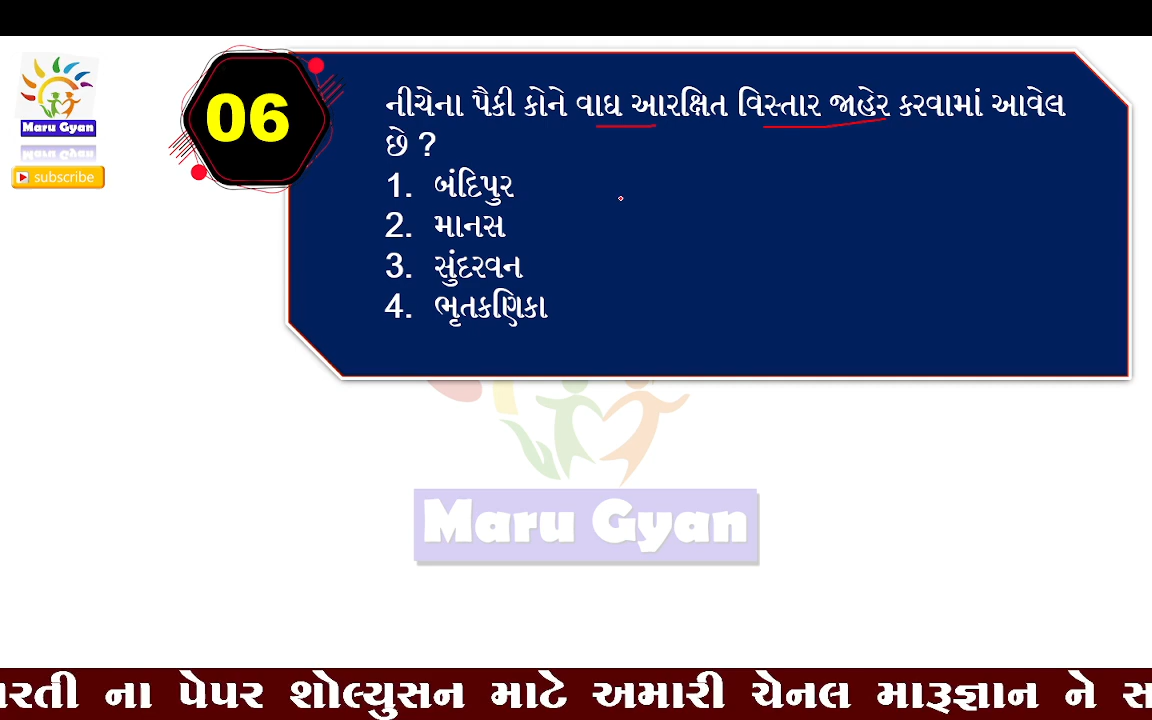 Maru Gyan
subscribe
06
નીચેના પૈકી કોને વાઘ આરક્ષિત વિસ્તાર જાહેર કરવામાં આવેલ
છે ?
1. બંદિપુર
2. માનસ
3. સુંદરવન
4. ભૃતકણિકા
Maru Gyan
રતી ના પેપર શોલ્યુસન માટે અમારી ચેનલ મારૂજ્ઞાન ને સ